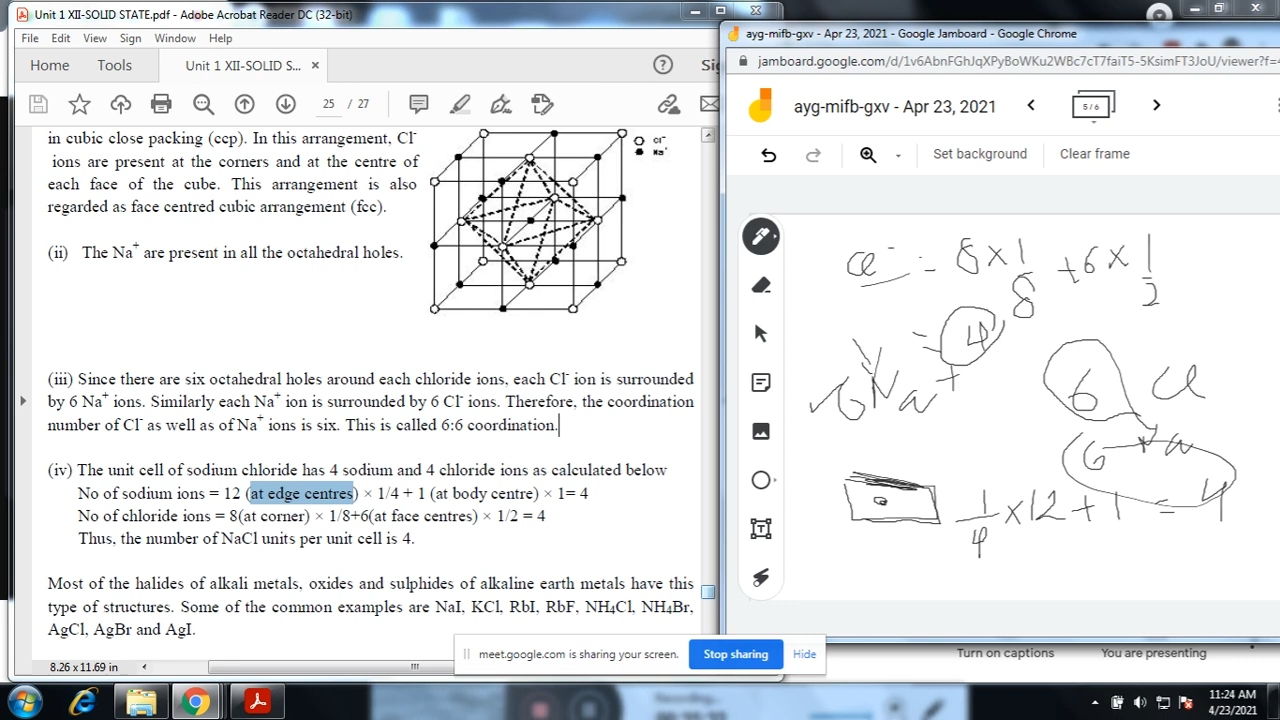 Unit 1 XII-SOLID STATE.pdf - Adobe Acrobat Reader DC (32-bit)
File Edit View Sign Window Help
Home Tools Unit 1 XII-SOLID S... ×
25 / 27
in cubic close packing (ccp). In this arrangement, Cl⁻
ions are present at the corners and at the centre of
each face of the cube. This arrangement is also
regarded as face centred cubic arrangement (fcc).
Cl⁻
Na⁺
(ii) The Na⁺ are present in all the octahedral holes.
(iii) Since there are six octahedral holes around each chloride ions, each Cl⁻ ion is surrounded
by 6 Na⁺ ions. Similarly each Na⁺ ion is surrounded by 6 Cl⁻ ions. Therefore, the coordination
number of Cl⁻ as well as of Na⁺ ions is six. This is called 6:6 coordination.
(iv) The unit cell of sodium chloride has 4 sodium and 4 chloride ions as calculated below
No of sodium ions = 12 (at edge centres) × 1/4 + 1 (at body centre) × 1= 4
No of chloride ions = 8(at corner) × 1/8+6(at face centres) × 1/2 = 4
Thus, the number of NaCl units per unit cell is 4.
Most of the halides of alkali metals, oxides and sulphides of alkaline earth metals have this
type of structures. Some of the common examples are NaI, KCl, RbI, RbF, NH4Cl, NH4Br,
AgCl, AgBr and AgI.
8.26 x 11.69 in
ayg-mifb-gxv - Apr 23, 2021 - Google Jamboard - Google Chrome
jamboard.google.com/d/1v6AbnFGhJqXPyBoWKu2WBc7cT7faiT5-5KsimFT3JoU/viewer?f=4
ayg-mifb-gxv - Apr 23, 2021
5 / 6
Set background Clear frame
Cl⁻ = 8 × 1/8 + 6 × 1/2
= 4
6 Na⁺ 6 Cl
6 Na
1/4 × 12 + 1 = 4
meet.google.com is sharing your screen. Stop sharing Hide
Turn on captions You are presenting
11:24 AM
4/23/2021